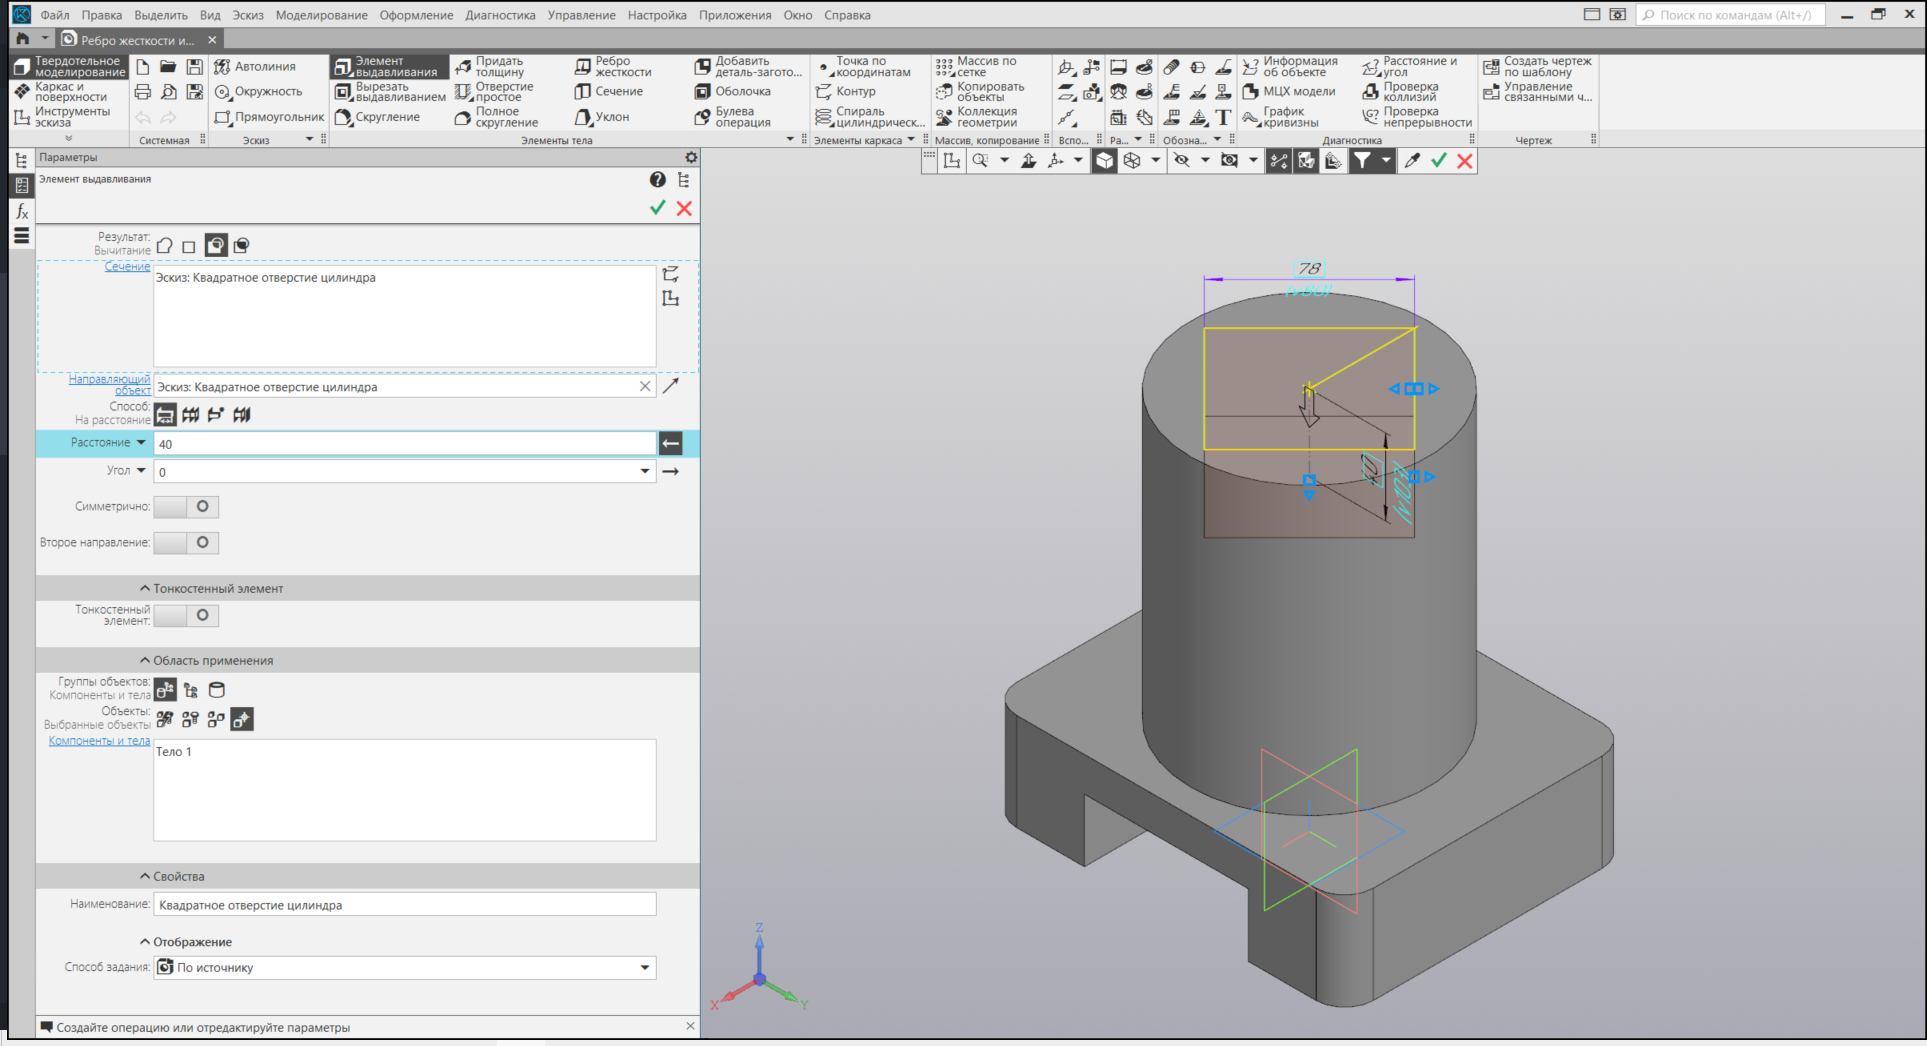 Файл Правка Выделить Вид Эскиз Моделирование Оформление Диагностика Управление Настройка Приложения Окно Справка
Поиск по командам (Alt+/)
Ребро жесткости и...
Твердотельное моделирование
Каркас и поверхности
Инструменты эскиза
Системная
Автолиния
Окружность
Прямоугольник
Эскиз
Элемент выдавливания
Вырезать выдавливанием
Скругление
Придать толщину
Отверстие простое
Полное скругление
Ребро жесткости
Сечение
Уклон
Добавить деталь-загото...
Оболочка
Булева операция
Элементы тела
Точка по координатам
Контур
Спираль цилиндрическ...
Элементы каркаса
Массив по сетке
Копировать объекты
Коллекция геометрии
Массив, копирование
Вспо...
Ра...
Обозна...
Информация об объекте
МЦХ модели
График кривизны
Расстояние и угол
Проверка коллизий
Проверка непрерывности
Диагностика
Создать чертеж по шаблону
Управление связанными ч...
Чертеж
Параметры
Элемент выдавливания
Результат:
Вычитание
Сечение
Эскиз: Квадратное отверстие цилиндра
Направляющий объект
Эскиз: Квадратное отверстие цилиндра
Способ:
На расстояние
Расстояние
40
Угол
0
Симметрично:
Второе направление:
Тонкостенный элемент
Тонкостенный элемент:
Область применения
Группы объектов:
Компоненты и тела
Объекты:
Выбранные объекты
Компоненты и тела
Тело 1
Свойства
Наименование:
Квадратное отверстие цилиндра
Отображение
Способ задания:
По источнику
Создайте операцию или отредактируйте параметры
78
(v80)
40
Z
X
Y